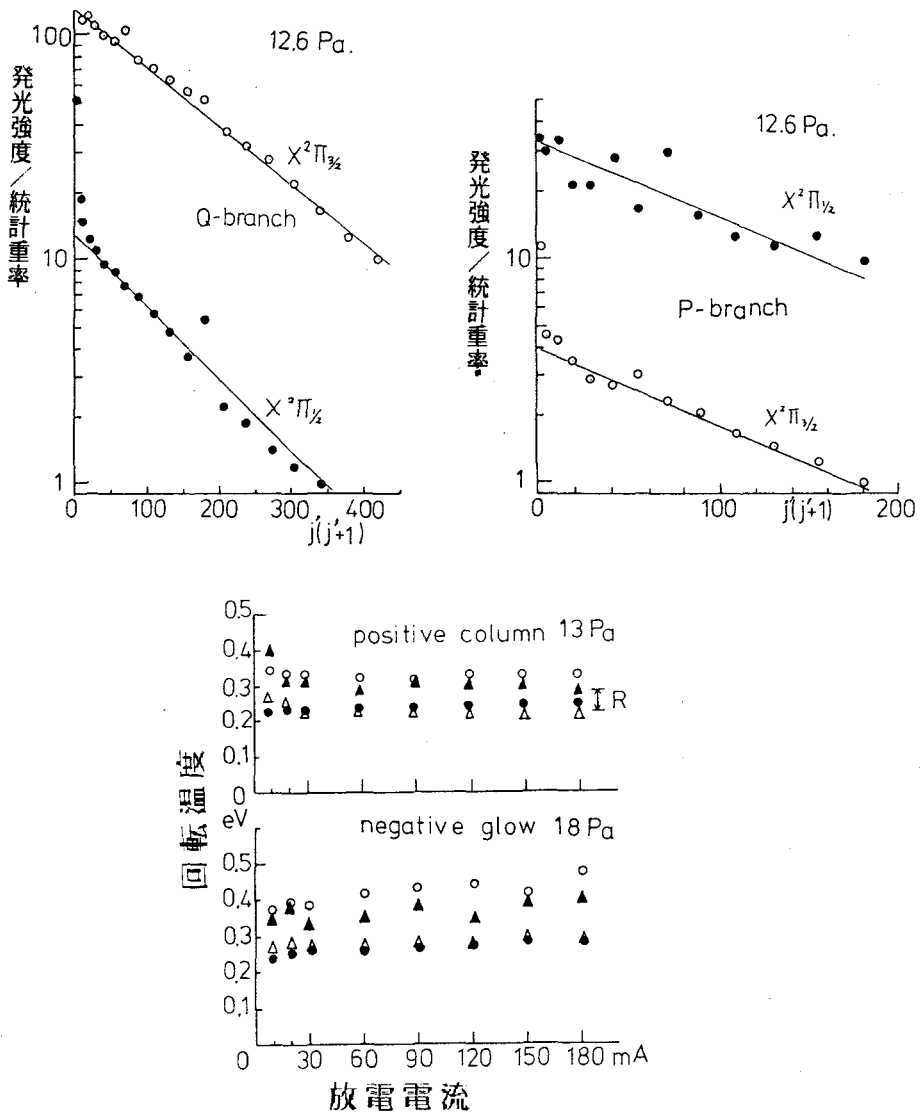 100
10
1
発光強度/統計重率
12.6 Pa.
X²Π3/2
Q-branch
X²Π1/2
0 100 200 300 400
j'(j'+1)
10
1
発光強度/統計重率
12.6 Pa.
X²Π1/2
P-branch
X²Π3/2
0 100 200
j'(j'+1)
0.5
0.4
0.3
0.2
0.1
0
positive column 13 Pa
R
回転温度
eV
negative glow 18 Pa
0.5
0.4
0.3
0.2
0.1
0 30 60 90 120 150 180 mA
放電電流